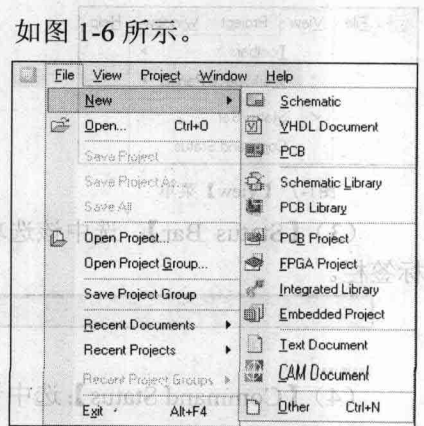 如图 1-6 所示。
File View Project Window Help
New
Open... Ctrl+O
Save Project
Save Project As...
Save All
Open Project...
Open Project Group...
Save Project Group
Recent Documents
Recent Projects
Recent Project Groups
Exit Alt+F4
Schematic
VHDL Document
PCB
Schematic Library
PCB Library
PCB Project
FPGA Project
Integrated Library
Embedded Project
Text Document
CAM Document
Other Ctrl+N